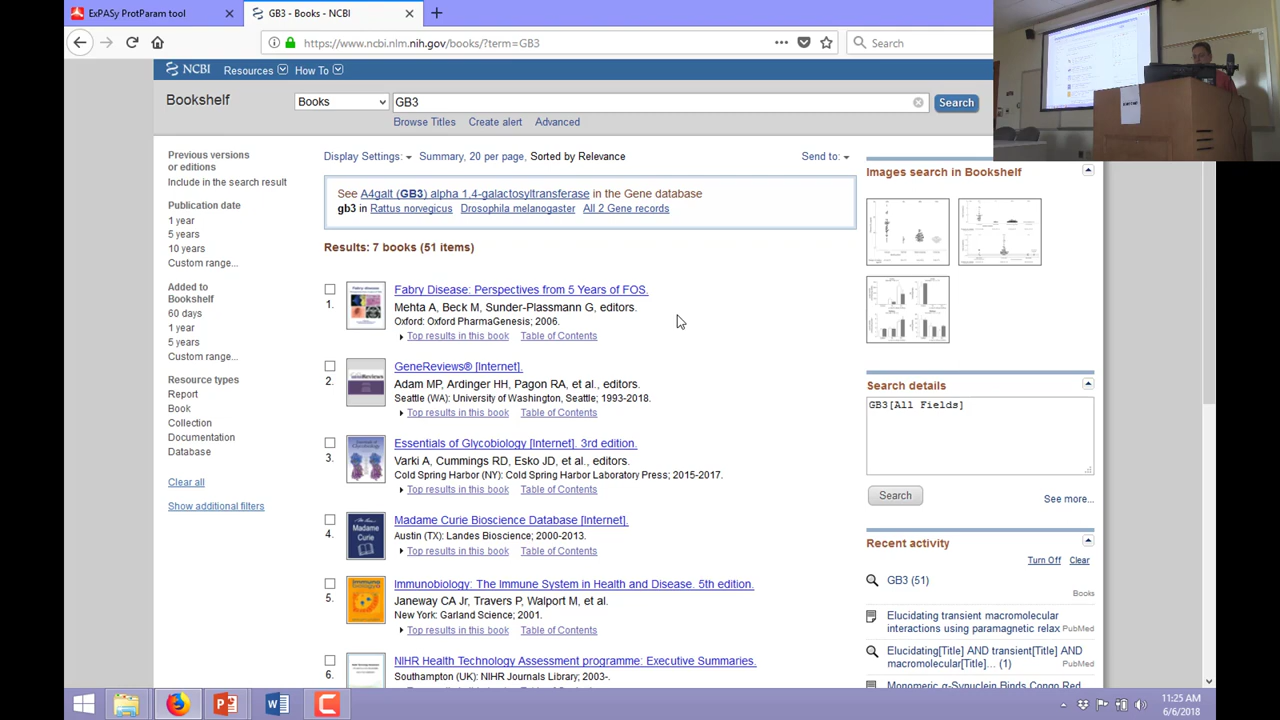 ExPASy ProtParam tool
GB3 - Books - NCBI
https://www.ncbi.nlm.nih.gov/books/?term=GB3
Search
NCBI Resources How To
Bookshelf
Books
GB3
Search
Browse Titles Create alert Advanced
Previous versions
or editions
Include in the search result
Publication date
1 year
5 years
10 years
Custom range...
Added to
Bookshelf
60 days
1 year
5 years
Custom range...
Resource types
Report
Book
Collection
Documentation
Database
Clear all
Show additional filters
Display Settings: Summary, 20 per page, Sorted by Relevance
Send to:
See A4galt (GB3) alpha 1,4-galactosyltransferase in the Gene database
gb3 in Rattus norvegicus Drosophila melanogaster All 2 Gene records
Results: 7 books (51 items)
1.
Fabry Disease: Perspectives from 5 Years of FOS.
Mehta A, Beck M, Sunder-Plassmann G, editors.
Oxford: Oxford PharmaGenesis; 2006.
Top results in this book Table of Contents
2.
GeneReviews® [Internet].
Adam MP, Ardinger HH, Pagon RA, et al., editors.
Seattle (WA): University of Washington, Seattle; 1993-2018.
Top results in this book Table of Contents
3.
Essentials of Glycobiology [Internet]. 3rd edition.
Varki A, Cummings RD, Esko JD, et al., editors.
Cold Spring Harbor (NY): Cold Spring Harbor Laboratory Press; 2015-2017.
Top results in this book Table of Contents
4.
Madame Curie Bioscience Database [Internet].
Madame
Curie
Austin (TX): Landes Bioscience; 2000-2013.
Top results in this book Table of Contents
5.
Immunobiology: The Immune System in Health and Disease. 5th edition.
Janeway CA Jr, Travers P, Walport M, et al.
New York: Garland Science; 2001.
Top results in this book Table of Contents
6.
NIHR Health Technology Assessment programme: Executive Summaries.
Southampton (UK): NIHR Journals Library; 2003-.
Images search in Bookshelf
Search details
GB3[All Fields]
Search
See more...
Recent activity
Turn Off Clear
GB3 (51)
Books
Elucidating transient macromolecular
interactions using paramagnetic relax
PubMed
Elucidating[Title] AND transient[Title] AND
macromolecular[Title]... (1)
PubMed
Monomeric α-Synuclein Binds Congo Red
11:25 AM
6/6/2018